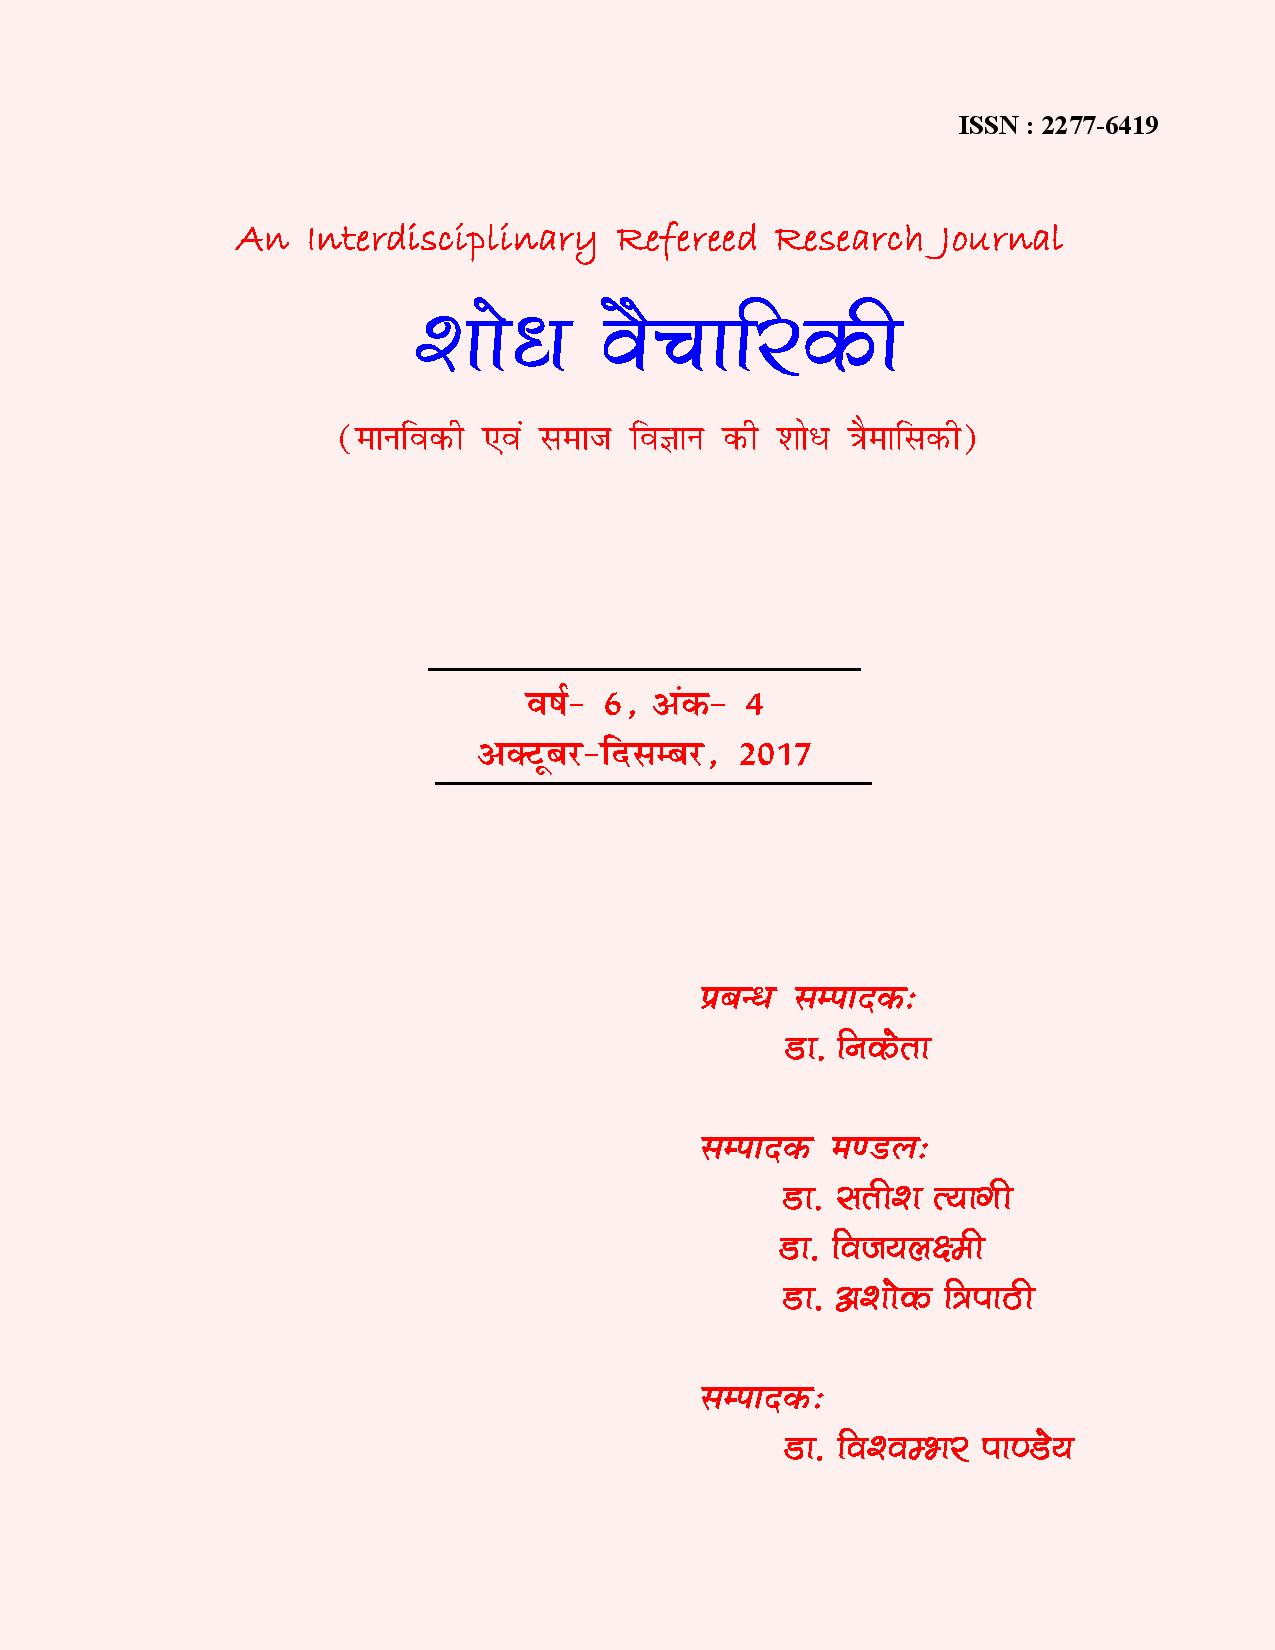 ISSN : 2277-6419
An Interdisciplinary Refereed Research Journal
शोध वैचारिकी
(मानविकी एवं समाज विज्ञान की शोध त्रैमासिकी)
वर्ष- 6, अंक- 4
अक्टूबर-दिसम्बर, 2017
प्रबन्ध सम्पादक:
डा. निकेता
सम्पादक मण्डल:
डा. सतीश त्यागी
डा. विजयलक्ष्मी
डा. अशोक त्रिपाठी
सम्पादक:
डा. विश्वम्भर पाण्डेय